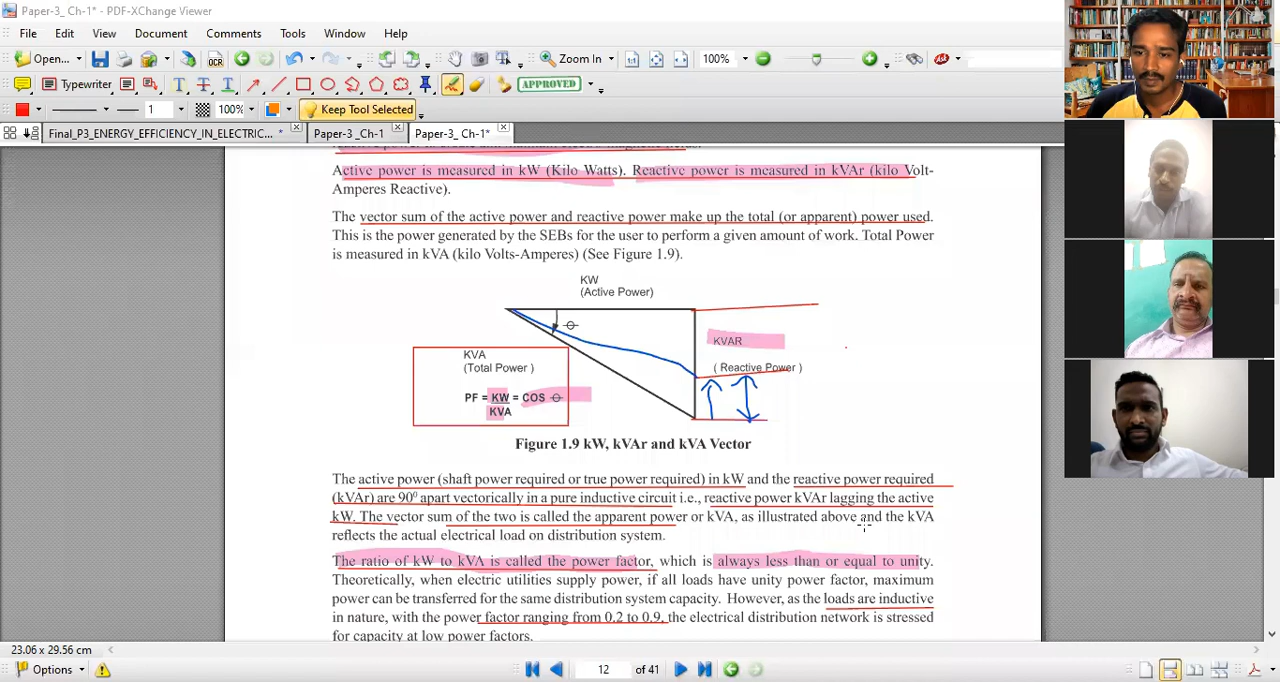 Paper-3_ Ch-1* - PDF-XChange Viewer
File Edit View Document Comments Tools Window Help
Open... OCR Zoom In 100%
Typewriter APPROVED
1 100% Keep Tool Selected
Final_P3_ENERGY_EFFICIENCY_IN_ELECTRIC... * Paper-3 _Ch-1 Paper-3 _Ch-1*
Active power is measured in kW (Kilo Watts). Reactive power is measured in kVAr (kilo Volt-
Amperes Reactive).
The vector sum of the active power and reactive power make up the total (or apparent) power used.
This is the power generated by the SEBs for the user to perform a given amount of work. Total Power
is measured in kVA (kilo Volts-Amperes) (See Figure 1.9).
KW
(Active Power)
KVAR
( Reactive Power )
KVA
(Total Power )
PF = KW = COS ϴ
KVA
Figure 1.9 kW, kVAr and kVA Vector
The active power (shaft power required or true power required) in kW and the reactive power required
(kVAr) are 90⁰ apart vectorically in a pure inductive circuit i.e., reactive power kVAr lagging the active
kW. The vector sum of the two is called the apparent power or kVA, as illustrated above and the kVA
reflects the actual electrical load on distribution system.
The ratio of kW to kVA is called the power factor, which is always less than or equal to unity.
Theoretically, when electric utilities supply power, if all loads have unity power factor, maximum
power can be transferred for the same distribution system capacity. However, as the loads are inductive
in nature, with the power factor ranging from 0.2 to 0.9, the electrical distribution network is stressed
for capacity at low power factors.
23.06 x 29.56 cm
Options 12 of 41